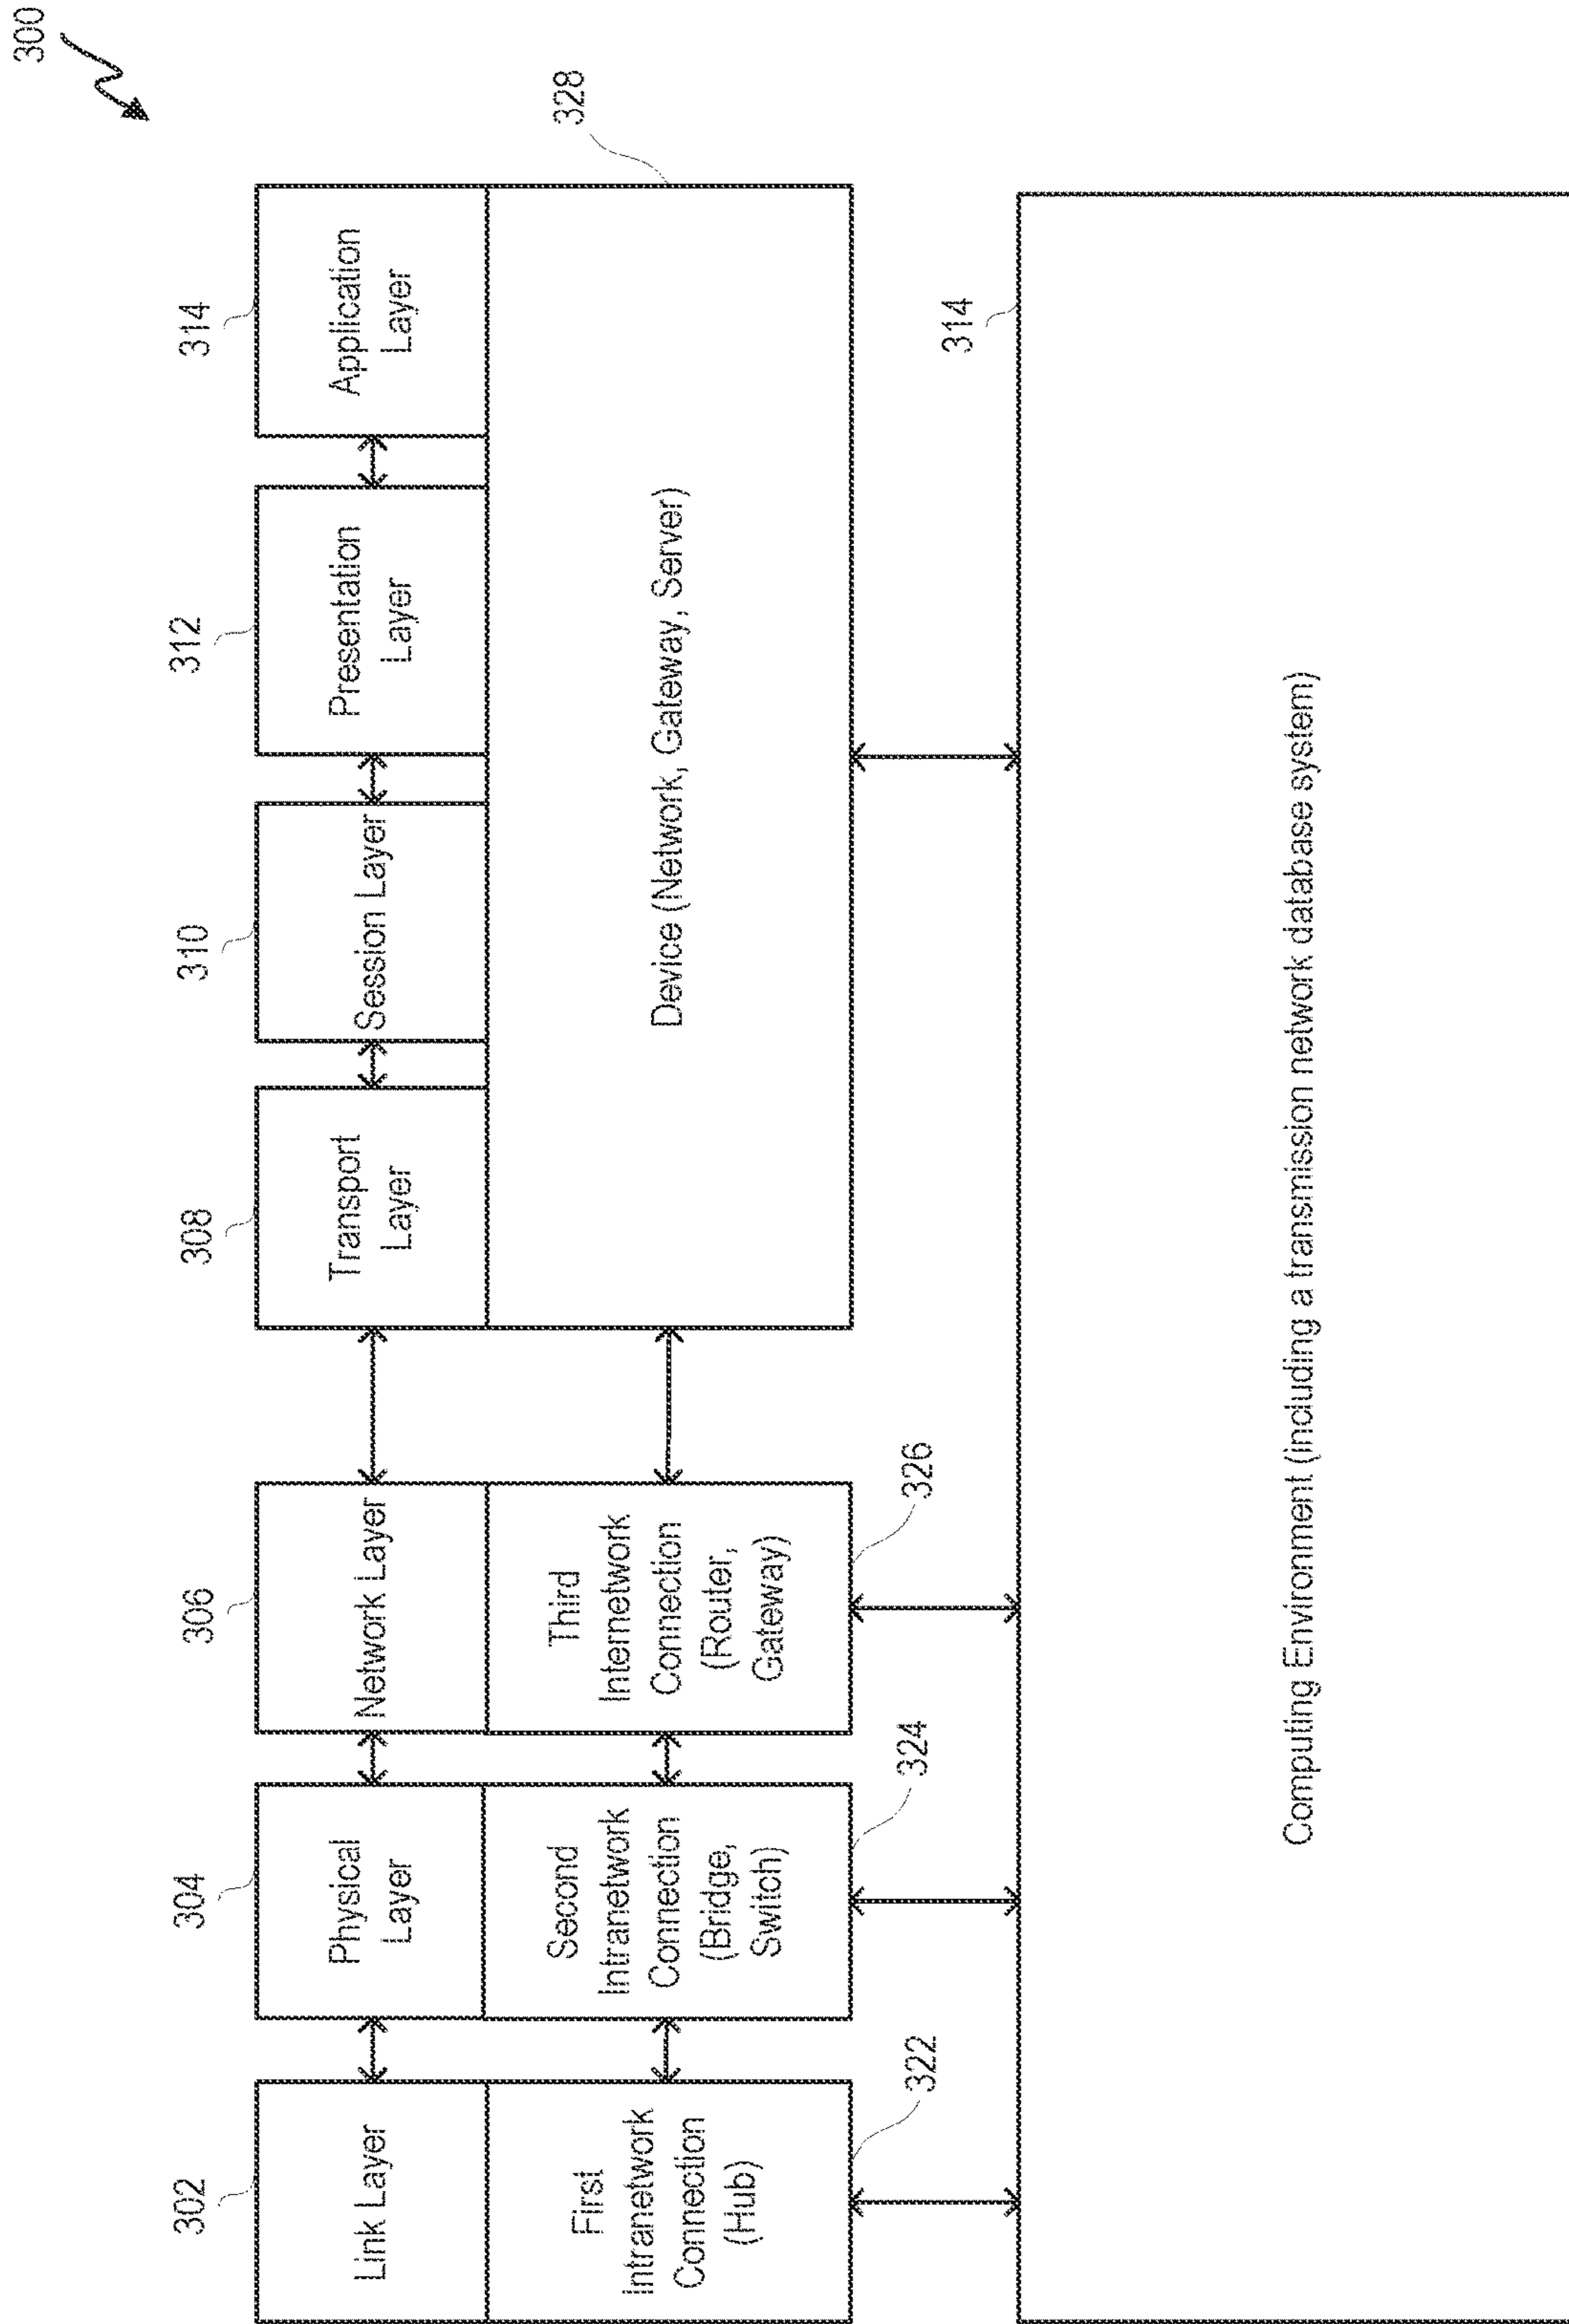 300
302
Link Layer
304
Physical
Layer
306
Network Layer
308
Transport
Layer
310
Session Layer
312
Presentation
Layer
314
Application
Layer
First
Intranetwork
Connection
(Hub)
322
Second
Intranetwork
Connection
(Bridge,
Switch)
324
Third
Internetwork
Connection
(Router,
Gateway)
326
Device (Network, Gateway, Server)
328
314
Computing Environment (including a transmission network database system)